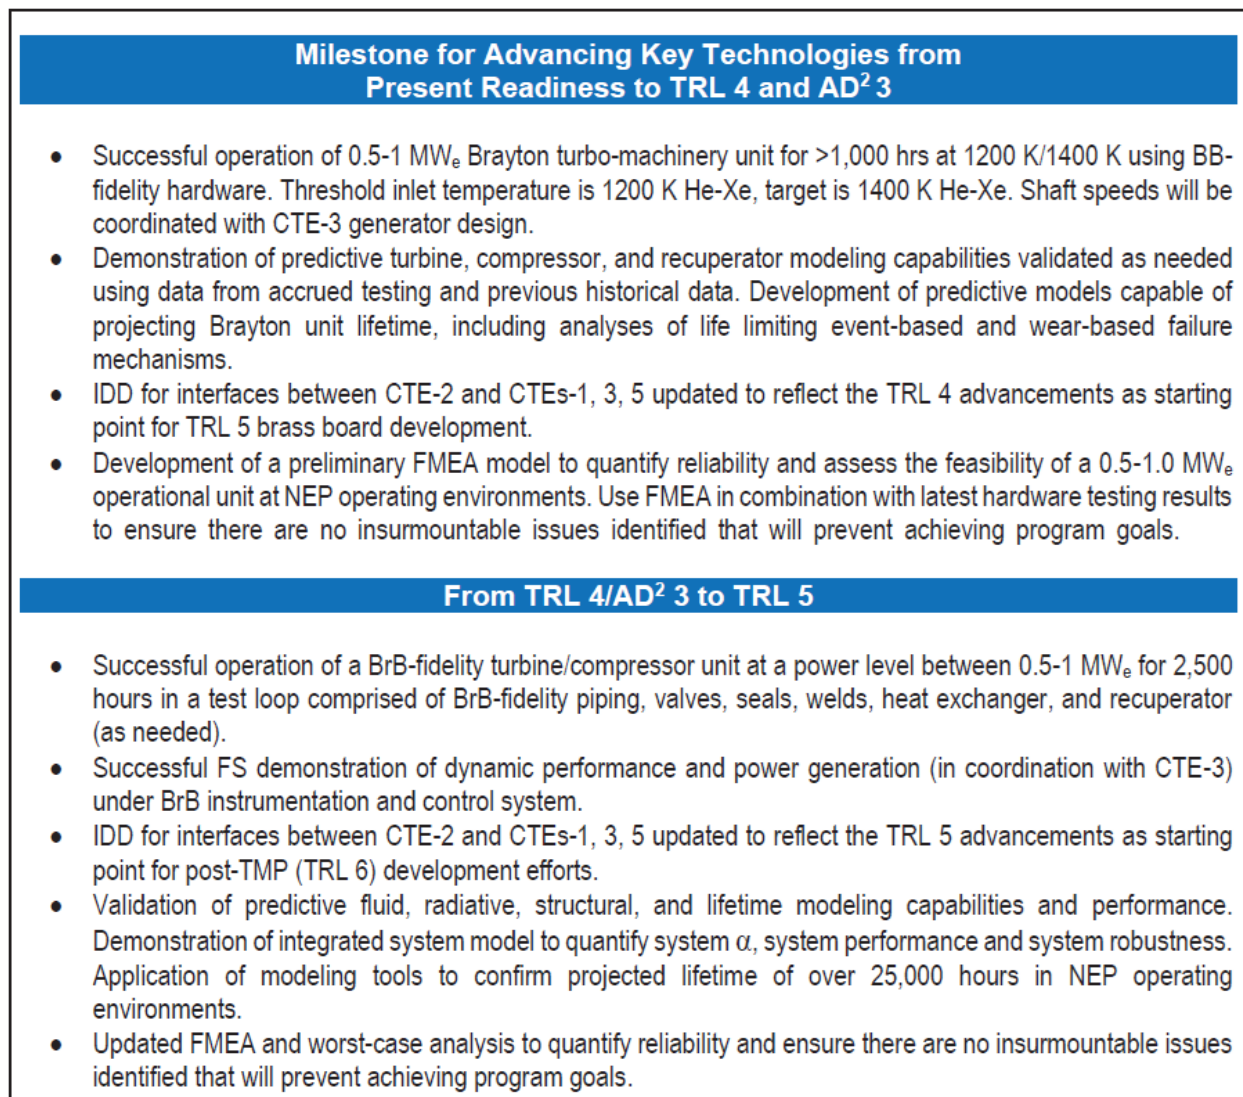 Milestone for Advancing Key Technologies from
Present Readiness to TRL 4 and AD² 3
• Successful operation of 0.5-1 MWₑ Brayton turbo-machinery unit for >1,000 hrs at 1200 K/1400 K using BB-
fidelity hardware. Threshold inlet temperature is 1200 K He-Xe, target is 1400 K He-Xe. Shaft speeds will be
coordinated with CTE-3 generator design.
• Demonstration of predictive turbine, compressor, and recuperator modeling capabilities validated as needed
using data from accrued testing and previous historical data. Development of predictive models capable of
projecting Brayton unit lifetime, including analyses of life limiting event-based and wear-based failure
mechanisms.
• IDD for interfaces between CTE-2 and CTEs-1, 3, 5 updated to reflect the TRL 4 advancements as starting
point for TRL 5 brass board development.
• Development of a preliminary FMEA model to quantify reliability and assess the feasibility of a 0.5-1.0 MWₑ
operational unit at NEP operating environments. Use FMEA in combination with latest hardware testing results
to ensure there are no insurmountable issues identified that will prevent achieving program goals.
From TRL 4/AD² 3 to TRL 5
• Successful operation of a BrB-fidelity turbine/compressor unit at a power level between 0.5-1 MWₑ for 2,500
hours in a test loop comprised of BrB-fidelity piping, valves, seals, welds, heat exchanger, and recuperator
(as needed).
• Successful FS demonstration of dynamic performance and power generation (in coordination with CTE-3)
under BrB instrumentation and control system.
• IDD for interfaces between CTE-2 and CTEs-1, 3, 5 updated to reflect the TRL 5 advancements as starting
point for post-TMP (TRL 6) development efforts.
• Validation of predictive fluid, radiative, structural, and lifetime modeling capabilities and performance.
Demonstration of integrated system model to quantify system α, system performance and system robustness.
Application of modeling tools to confirm projected lifetime of over 25,000 hours in NEP operating
environments.
• Updated FMEA and worst-case analysis to quantify reliability and ensure there are no insurmountable issues
identified that will prevent achieving program goals.